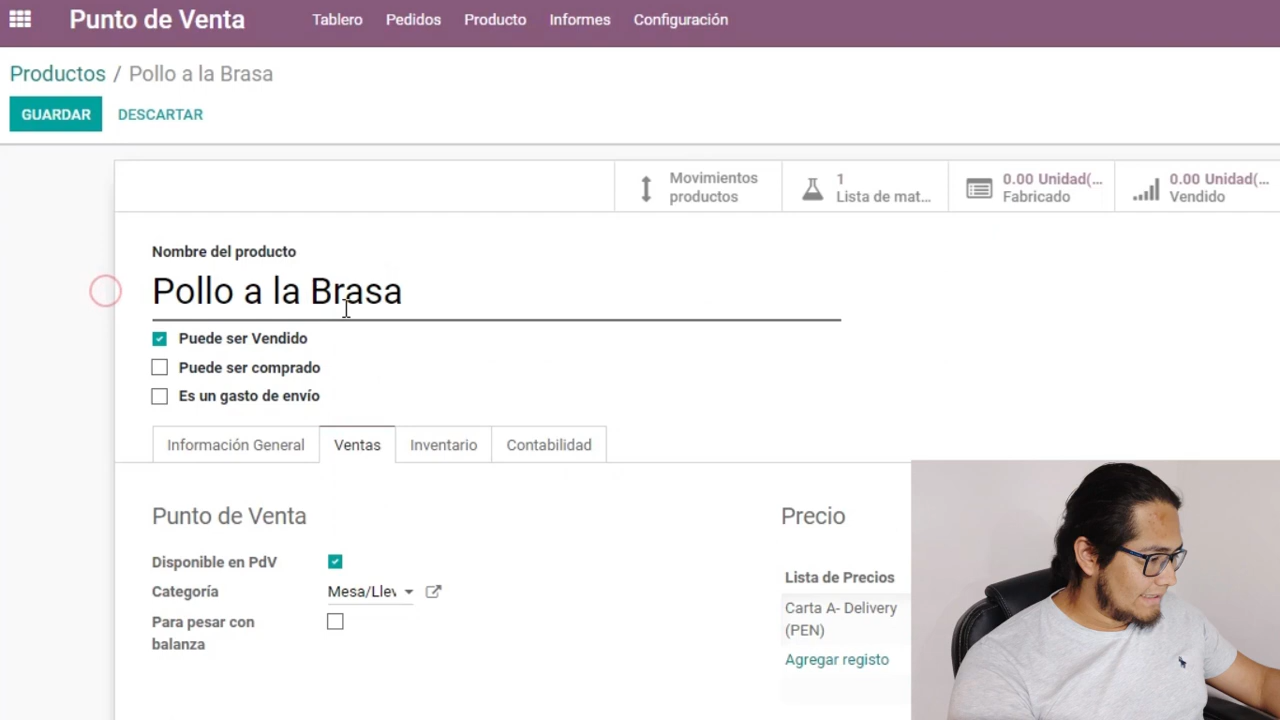 Punto de Venta
Tablero Pedidos Producto Informes Configuración
Productos / Pollo a la Brasa
GUARDAR DESCARTAR
Movimientos productos
1 Lista de mat...
0.00 Unidad(... Fabricado
0.00 Unidad(... Vendido
Nombre del producto
Pollo a la Brasa
Puede ser Vendido
Puede ser comprado
Es un gasto de envío
Información General Ventas Inventario Contabilidad
Punto de Venta
Disponible en PdV
Categoría Mesa/Llev
Para pesar con
balanza
Precio
Lista de Precios
Carta A- Delivery
(PEN)
Agregar registo